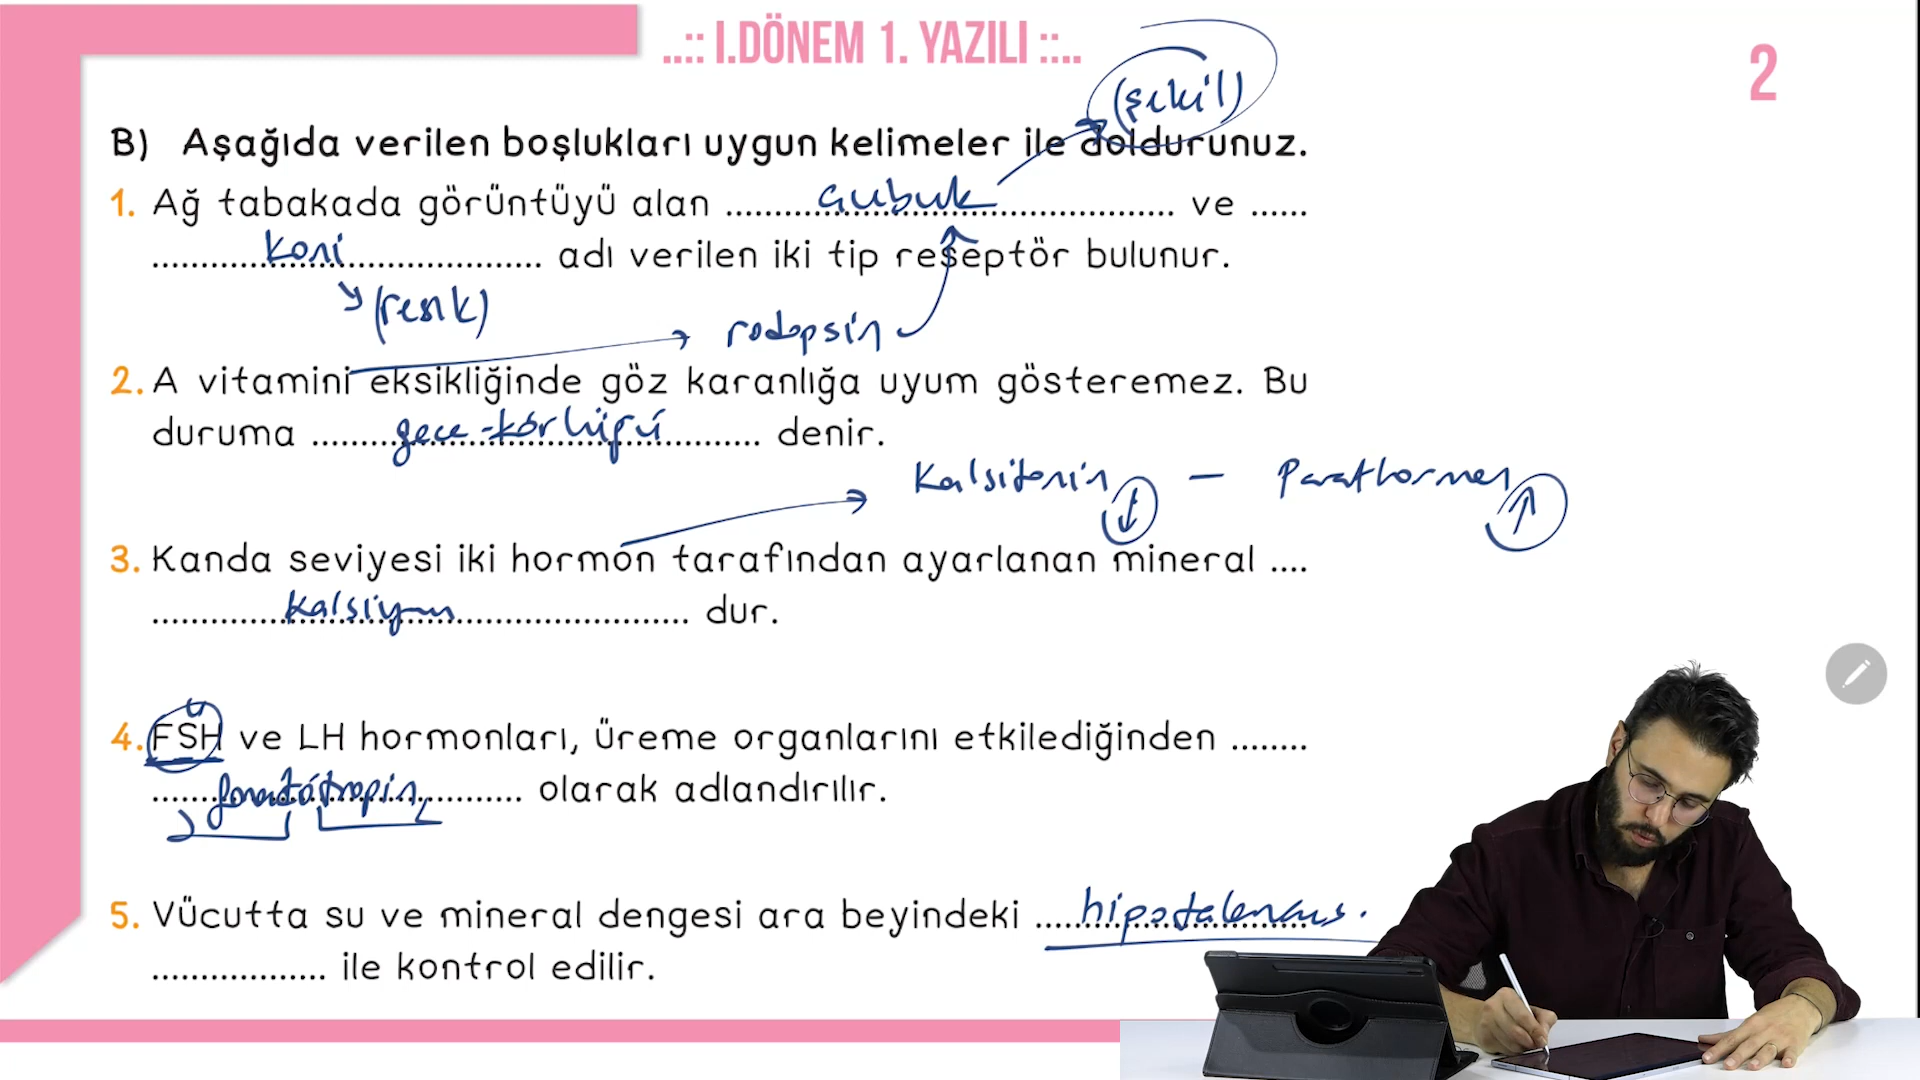 ..:: I.DÖNEM 1. YAZILI ::..
2
(şekil)
B) Aşağıda verilen boşlukları uygun kelimeler ile doldurunuz.
1. Ağ tabakada görüntüyü alan ....... çubuk ....... ve ......
....... koni ....... adı verilen iki tip reseptör bulunur.
(renk)
rodopsin
2. A vitamini eksikliğinde göz karanlığa uyum gösteremez. Bu
duruma ....... gece körlüğü ....... denir.
Kalsitonin ↓ – Parathormon ↑
3. Kanda seviyesi iki hormon tarafından ayarlanan mineral ....
....... Kalsiyum ....... dur.
4. FSH ve LH hormonları, üreme organlarını etkilediğinden ........
....... gonadotropin ....... olarak adlandırılır.
5. Vücutta su ve mineral dengesi ara beyindeki .... hipotalamus.
.................. ile kontrol edilir.